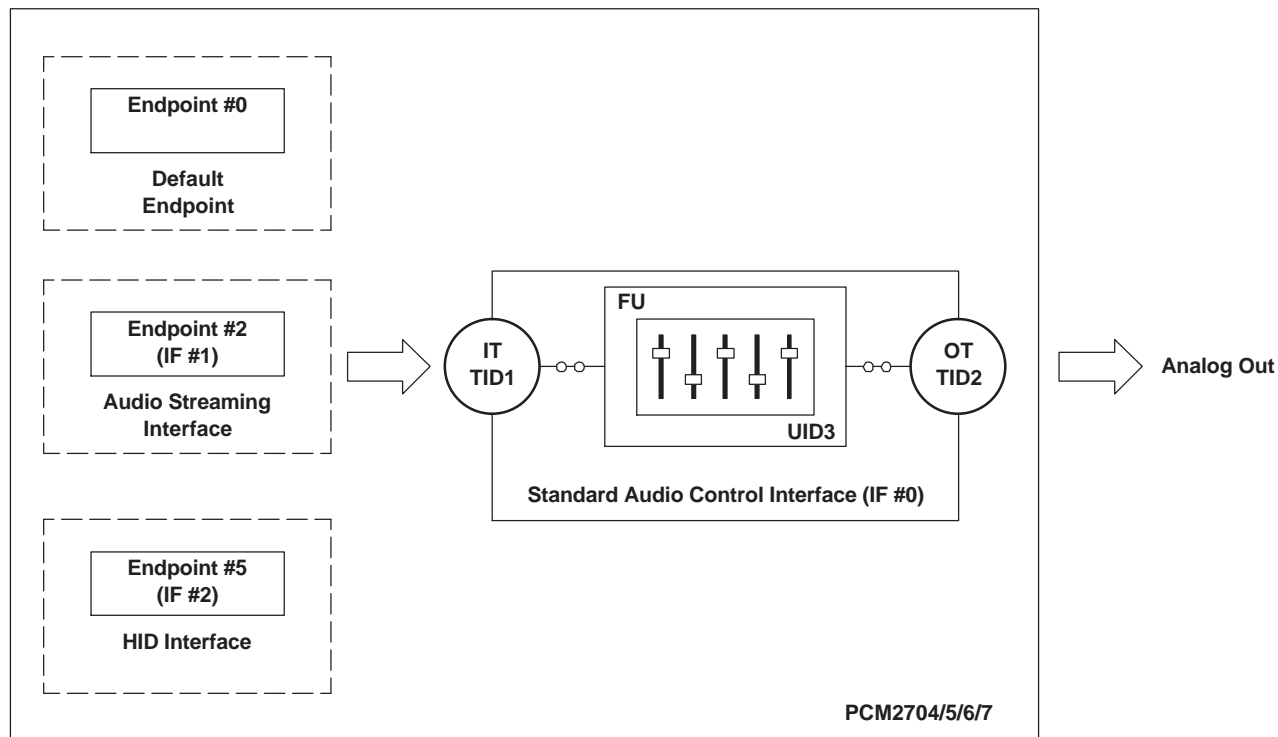 Endpoint #0
Default
Endpoint
Endpoint #2
(IF #1)
Audio Streaming
Interface
Endpoint #5
(IF #2)
HID Interface
IT
TID1
FU
UID3
OT
TID2
Standard Audio Control Interface (IF #0)
Analog Out
PCM2704/5/6/7